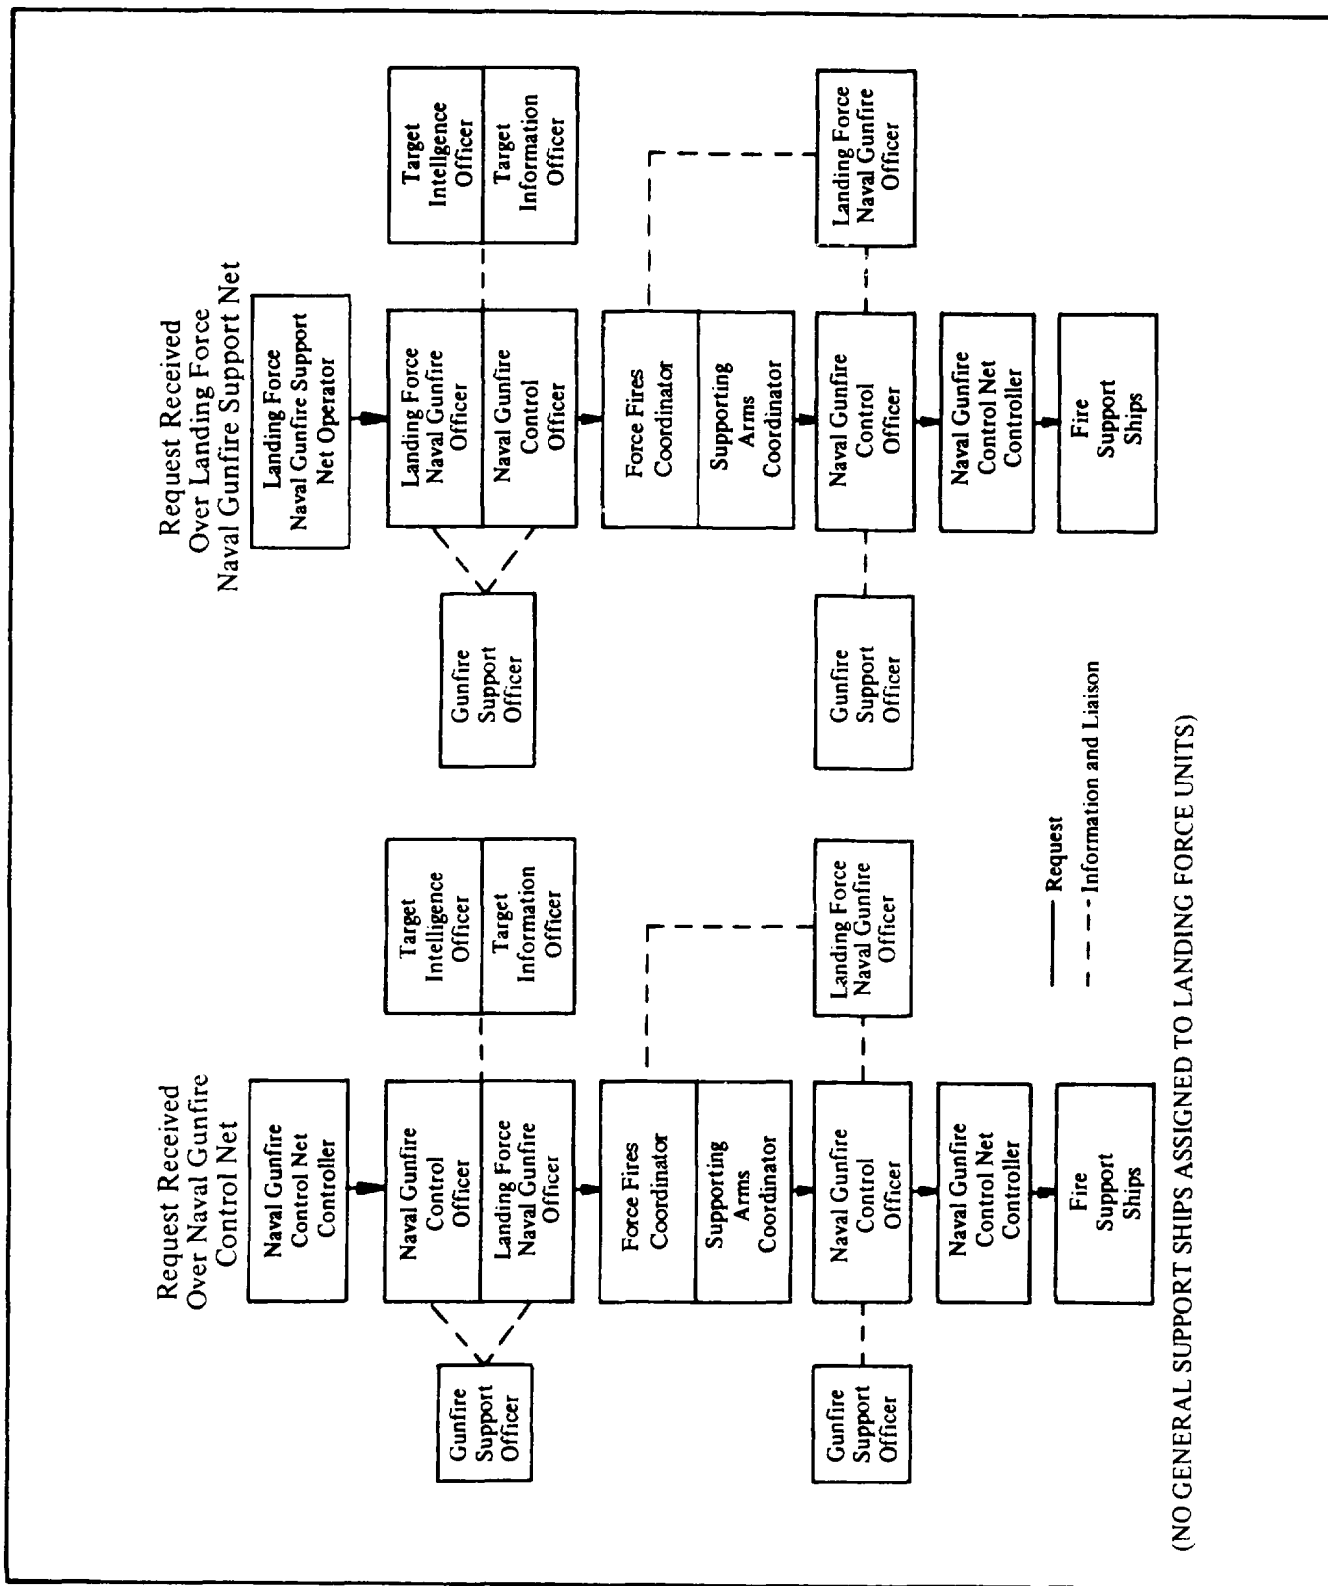 Request Received
Over Naval Gunfire
Control Net
Naval Gunfire
Control Net
Controller
Naval Gunfire
Control
Officer
Landing Force
Naval Gunfire
Officer
Target
Intelligence
Officer
Target
Information
Officer
Gunfire
Support
Officer
Force Fires
Coordinator
Supporting
Arms
Coordinator
Gunfire
Support
Officer
Naval Gunfire
Control
Officer
Landing Force
Naval Gunfire
Officer
Naval Gunfire
Control Net
Controller
Fire
Support
Ships
Request Received
Over Landing Force
Naval Gunfire Support Net
Landing Force
Naval Gunfire Support
Net Operator
Landing Force
Naval Gunfire
Officer
Naval Gunfire
Control
Officer
Target
Intellgence
Officer
Target
Information
Officer
Gunfire
Support
Officer
Force Fires
Coordinator
Supporting
Arms
Coordinator
Gunfire
Support
Officer
Naval Gunfire
Control
Officer
Landing Force
Naval Gunfire
Officer
Naval Gunfire
Control Net
Controller
Fire
Support
Ships
Request
Information and Liaison
(NO GENERAL SUPPORT SHIPS ASSIGNED TO LANDING FORCE UNITS)